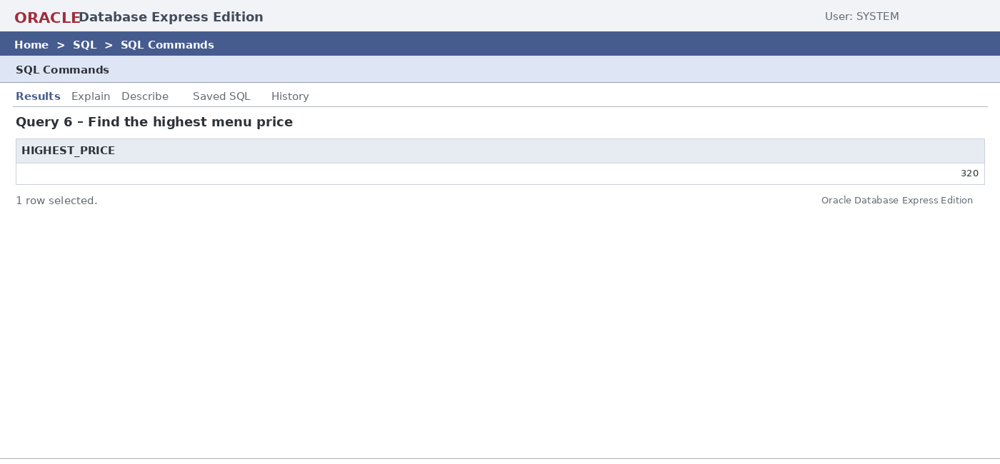 ORACLE Database Express Edition User: SYSTEM
Home > SQL > SQL Commands
SQL Commands
Results Explain Describe Saved SQL History
Query 6 – Find the highest menu price
HIGHEST_PRICE
320
1 row selected. Oracle Database Express Edition